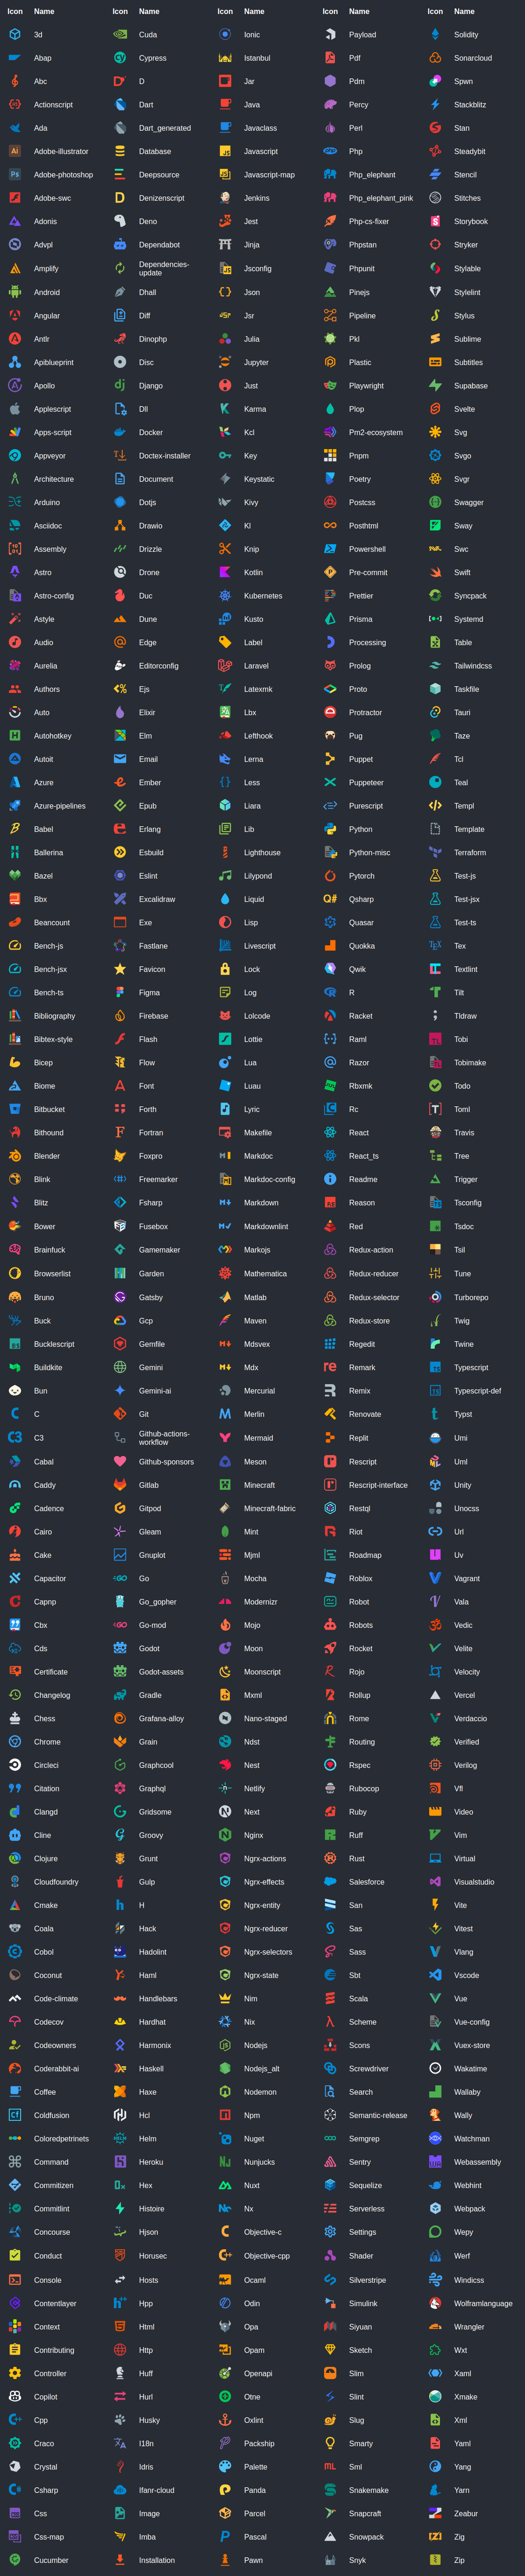 Icon Name
3d
Abap
Abc
Actionscript
Ada
Adobe-illustrator
Adobe-photoshop
Adobe-swc
Adonis
Advpl
Amplify
Android
Angular
Antlr
Apiblueprint
Apollo
Applescript
Apps-script
Appveyor
Architecture
Arduino
Asciidoc
Assembly
Astro
Astro-config
Astyle
Audio
Aurelia
Authors
Auto
Autohotkey
Autoit
Azure
Azure-pipelines
Babel
Ballerina
Bazel
Bbx
Beancount
Bench-js
Bench-jsx
Bench-ts
Bibliography
Bibtex-style
Bicep
Biome
Bitbucket
Bithound
Blender
Blink
Blitz
Bower
Brainfuck
Browserlist
Bruno
Buck
Bucklescript
Buildkite
Bun
C
C3
Cabal
Caddy
Cadence
Cairo
Cake
Capacitor
Capnp
Cbx
Cds
Certificate
Changelog
Chess
Chrome
Circleci
Citation
Clangd
Cline
Clojure
Cloudfoundry
Cmake
Coala
Cobol
Coconut
Code-climate
Codecov
Codeowners
Coderabbit-ai
Coffee
Coldfusion
Coloredpetrinets
Command
Commitizen
Commitlint
Concourse
Conduct
Console
Contentlayer
Context
Contributing
Controller
Copilot
Cpp
Craco
Crystal
Csharp
Css
Css-map
Cucumber
Icon Name
Cuda
Cypress
D
Dart
Dart_generated
Database
Deepsource
Denizenscript
Deno
Dependabot
Dependencies-
update
Dhall
Diff
Dinophp
Disc
Django
Dll
Docker
Doctex-installer
Document
Dotjs
Drawio
Drizzle
Drone
Duc
Dune
Edge
Editorconfig
Ejs
Elixir
Elm
Email
Ember
Epub
Erlang
Esbuild
Eslint
Excalidraw
Exe
Fastlane
Favicon
Figma
Firebase
Flash
Flow
Font
Forth
Fortran
Foxpro
Freemarker
Fsharp
Fusebox
Gamemaker
Garden
Gatsby
Gcp
Gemfile
Gemini
Gemini-ai
Git
Github-actions-
workflow
Github-sponsors
Gitlab
Gitpod
Gleam
Gnuplot
Go
Go_gopher
Go-mod
Godot
Godot-assets
Gradle
Grafana-alloy
Grain
Graphcool
Graphql
Gridsome
Groovy
Grunt
Gulp
H
Hack
Hadolint
Haml
Handlebars
Hardhat
Harmonix
Haskell
Haxe
Hcl
Helm
Heroku
Hex
Histoire
Hjson
Horusec
Hosts
Hpp
Html
Http
Huff
Hurl
Husky
I18n
Idris
Ifanr-cloud
Image
Imba
Installation
Icon Name
Ionic
Istanbul
Jar
Java
Javaclass
Javascript
Javascript-map
Jenkins
Jest
Jinja
Jsconfig
Json
Jsr
Julia
Jupyter
Just
Karma
Kcl
Key
Keystatic
Kivy
Kl
Knip
Kotlin
Kubernetes
Kusto
Label
Laravel
Latexmk
Lbx
Lefthook
Lerna
Less
Liara
Lib
Lighthouse
Lilypond
Liquid
Lisp
Livescript
Lock
Log
Lolcode
Lottie
Lua
Luau
Lyric
Makefile
Markdoc
Markdoc-config
Markdown
Markdownlint
Markojs
Mathematica
Matlab
Maven
Mdsvex
Mdx
Mercurial
Merlin
Mermaid
Meson
Minecraft
Minecraft-fabric
Mint
Mjml
Mocha
Modernizr
Mojo
Moon
Moonscript
Mxml
Nano-staged
Ndst
Nest
Netlify
Next
Nginx
Ngrx-actions
Ngrx-effects
Ngrx-entity
Ngrx-reducer
Ngrx-selectors
Ngrx-state
Nim
Nix
Nodejs
Nodejs_alt
Nodemon
Npm
Nuget
Nunjucks
Nuxt
Nx
Objective-c
Objective-cpp
Ocaml
Odin
Opa
Opam
Openapi
Otne
Oxlint
Packship
Palette
Panda
Parcel
Pascal
Pawn
Icon Name
Payload
Pdf
Pdm
Percy
Perl
Php
Php_elephant
Php_elephant_pink
Php-cs-fixer
Phpstan
Phpunit
Pinejs
Pipeline
Pkl
Plastic
Playwright
Plop
Pm2-ecosystem
Pnpm
Poetry
Postcss
Posthtml
Powershell
Pre-commit
Prettier
Prisma
Processing
Prolog
Proto
Protractor
Pug
Puppet
Puppeteer
Purescript
Python
Python-misc
Pytorch
Qsharp
Quasar
Quokka
Qwik
R
Racket
Raml
Razor
Rbxmk
Rc
React
React_ts
Readme
Reason
Red
Redux-action
Redux-reducer
Redux-selector
Redux-store
Regedit
Remark
Remix
Renovate
Replit
Rescript
Rescript-interface
Restql
Riot
Roadmap
Roblox
Robot
Robots
Rocket
Rojo
Rollup
Rome
Routing
Rspec
Rubocop
Ruby
Ruff
Rust
Salesforce
San
Sas
Sass
Sbt
Scala
Scheme
Scons
Screwdriver
Search
Semantic-release
Semgrep
Sentry
Sequelize
Serverless
Settings
Shader
Silverstripe
Simulink
Siyuan
Sketch
Slim
Slint
Slug
Smarty
Sml
Snakemake
Snapcraft
Snowpack
Snyk
Icon Name
Solidity
Sonarcloud
Spwn
Stackblitz
Stan
Steadybit
Stencil
Stitches
Storybook
Stryker
Stylable
Stylelint
Stylus
Sublime
Subtitles
Supabase
Svelte
Svg
Svgo
Svgr
Swagger
Sway
Swc
Swift
Syncpack
Systemd
Table
Tailwindcss
Taskfile
Tauri
Taze
Tcl
Teal
Templ
Template
Terraform
Test-js
Test-jsx
Test-ts
Tex
Textlint
Tilt
Tldraw
Tobi
Tobimake
Todo
Toml
Travis
Tree
Trigger
Tsconfig
Tsdoc
Tsil
Tune
Turborepo
Twig
Twine
Typescript
Typescript-def
Typst
Umi
Uml
Unity
Unocss
Url
Uv
Vagrant
Vala
Vedic
Velite
Velocity
Vercel
Verdaccio
Verified
Verilog
Vfl
Video
Vim
Virtual
Visualstudio
Vite
Vitest
Vlang
Vscode
Vue
Vue-config
Vuex-store
Wakatime
Wallaby
Wally
Watchman
Webassembly
Webhint
Webpack
Wepy
Werf
Windicss
Wolframlanguage
Wrangler
Wxt
Xaml
Xmake
Xml
Yaml
Yang
Yarn
Zeabur
Zig
Zip